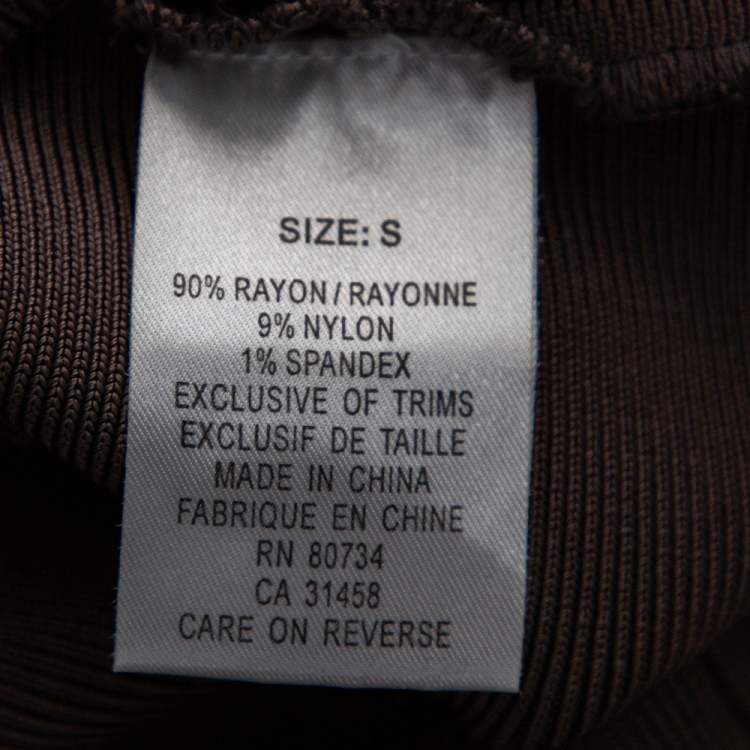 SIZE: S
90% RAYON / RAYONNE
9% NYLON
1% SPANDEX
EXCLUSIVE OF TRIMS
EXCLUSIF DE TAILLE
MADE IN CHINA
FABRIQUE EN CHINE
RN 80734
CA 31458
CARE ON REVERSE